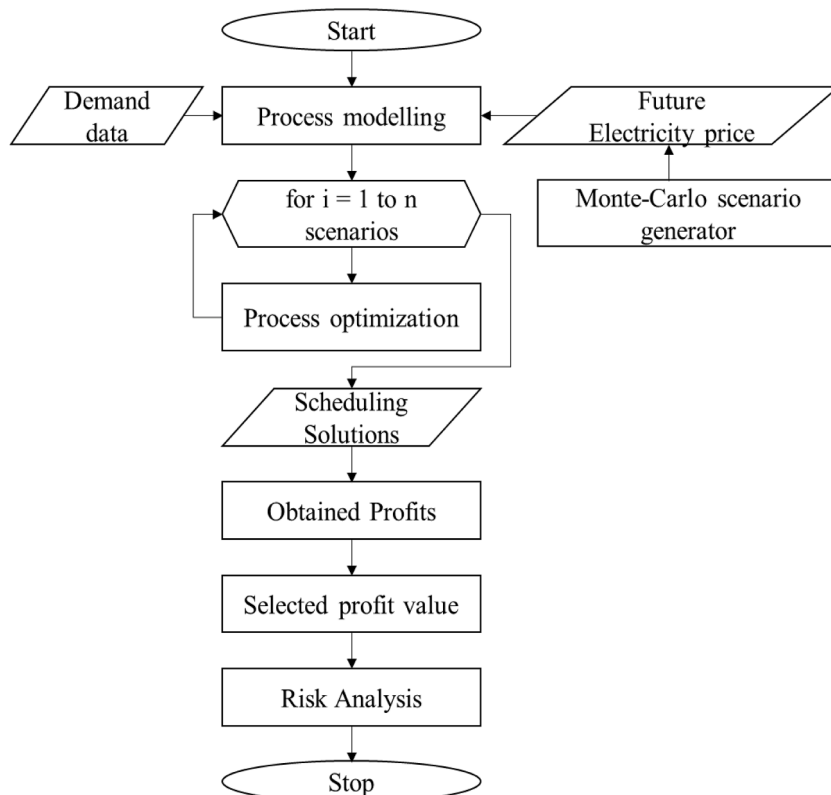 Start
Demand
data
Process modelling
Future
Electricity price
for i = 1 to n
scenarios
Monte-Carlo scenario
generator
Process optimization
Scheduling
Solutions
Obtained Profits
Selected profit value
Risk Analysis
Stop